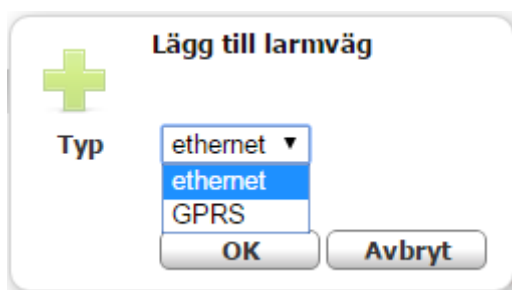 Lägg till larmväg
Typ ethernet
ethernet
GPRS
OK Avbryt